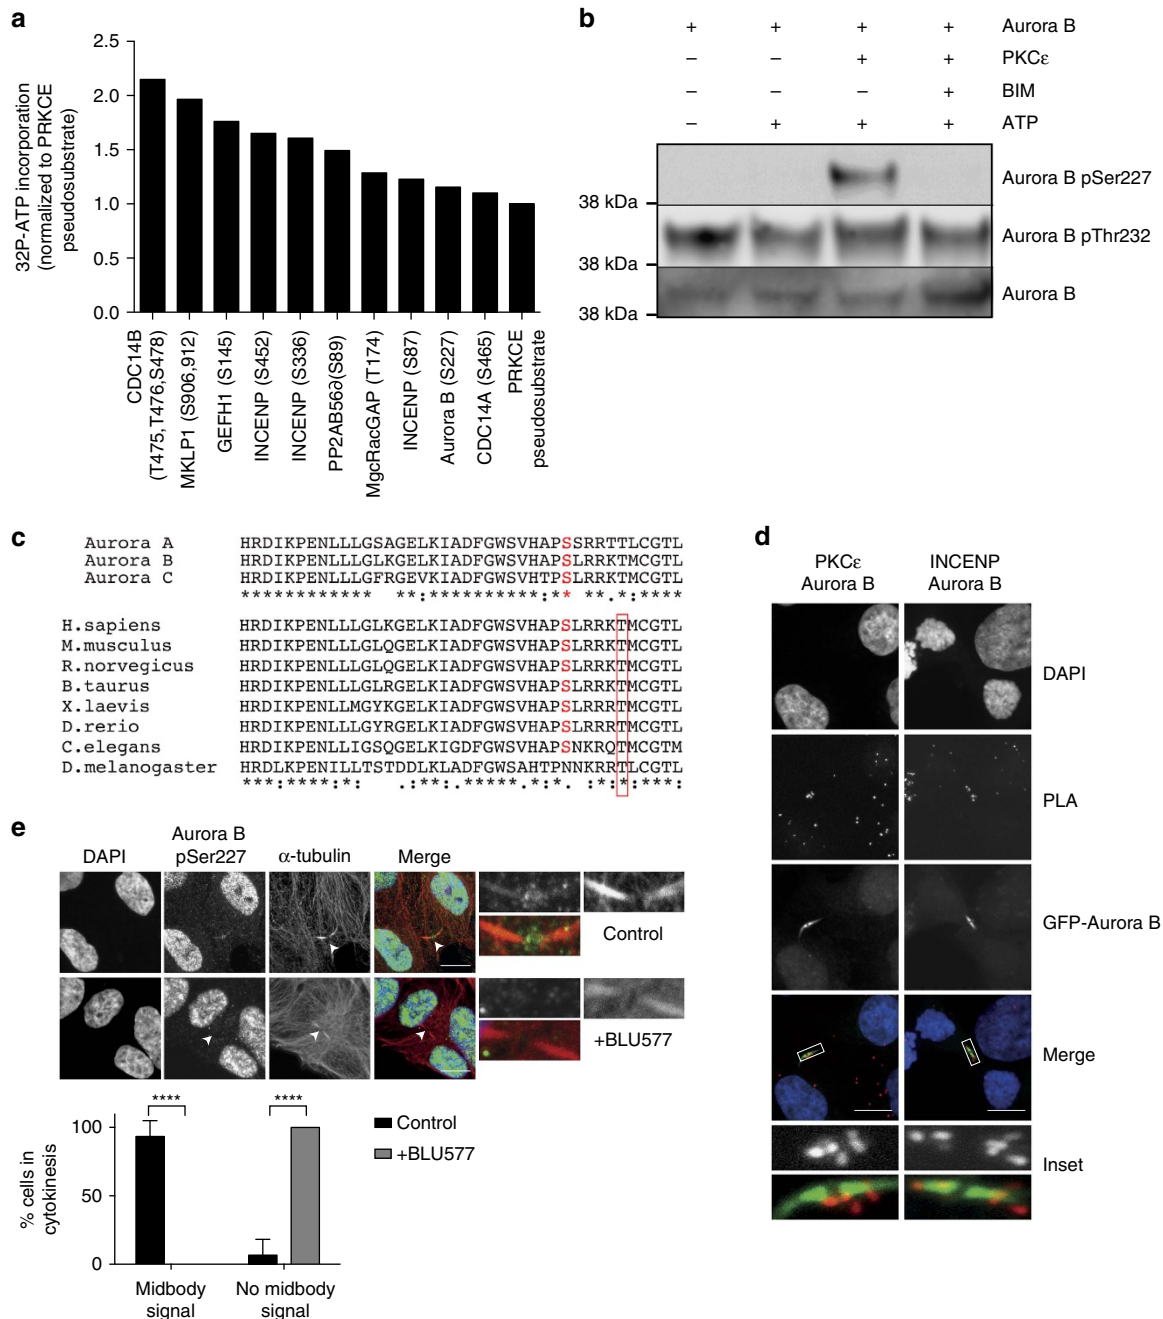 a
2.5
2.0
1.5
1.0
0.5
0.0
32P-ATP incorporation
(normalized to PRKCE
pseudosubstrate)
CDC14B
(T475,T476,S478)
MKLP1 (S906,912)
GEFH1 (S145)
INCENP (S452)
INCENP (S336)
PP2AB56∂(S89)
MgcRacGAP (T174)
INCENP (S87)
Aurora B (S227)
CDC14A (S465)
PRKCE
pseudosubstrate
b
+ + + + Aurora B
– – + + PKCε
– – – + BIM
– + + + ATP
Aurora B pSer227
38 kDa
Aurora B pThr232
38 kDa
Aurora B
38 kDa
c
Aurora A HRDIKPENLLLGSAGELKIADFGWSVHAPSSRRTTLCGTL
Aurora B HRDIKPENLLLGLKGELKIADFGWSVHAPSLRRKTMCGTL
Aurora C HRDIKPENLLLGFRGEVKIADFGWSVHTPSLRRKTMCGTL
************ **:**********:** **.*:****
H.sapiens HRDIKPENLLLGLKGELKIADFGWSVHAPSLRRKTMCGTL
M.musculus HRDIKPENLLLGLQGELKIADFGWSVHAPSLRRKTMCGTL
R.norvegicus HRDIKPENLLLGLQGELKIADFGWSVHAPSLRRKTMCGTL
B.taurus HRDIKPENLLLGLRGELKIADFGWSVHAPSLRRKTMCGTL
X.laevis HRDIKPENLLMGYKGELKIADFGWSVHAPSLRRRTMCGTL
D.rerio HRDIKPENLLLGYRGELKIADFGWSVHAPSLRRRTMCGTL
C.elegans HRDIKPENLLIGSQGELKIGDFGWSVHAPSNKRQTMCGTM
D.melanogaster HRDLKPENILLTSTDDLKLADFGWSAHTPNNKRRTLCGTL
***:****:*: .:**:.*****.*:*. :*:*:***:
d
PKCε
Aurora B
INCENP
Aurora B
DAPI
PLA
GFP-Aurora B
Merge
Inset
e
DAPI
Aurora B
pSer227
α-tubulin
Merge
Control
+BLU577
****
****
100
50
0
% cells in
cytokinesis
Control
+BLU577
Midbody
signal
No midbody
signal